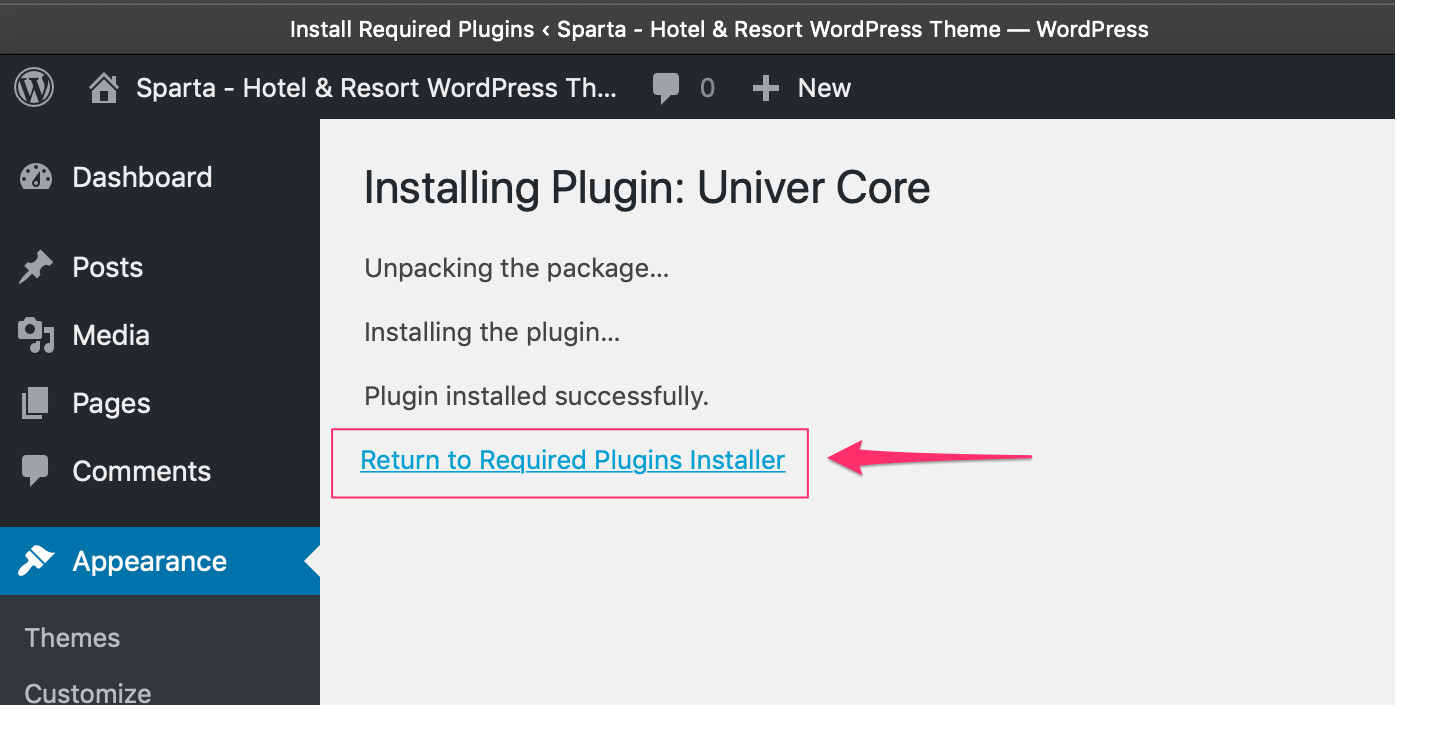 Install Required Plugins ‹ Sparta - Hotel & Resort WordPress Theme — WordPress
Sparta - Hotel & Resort WordPress Th... 0 New
Dashboard
Posts
Media
Pages
Comments
Appearance
Themes
Customize
Installing Plugin: Univer Core
Unpacking the package...
Installing the plugin...
Plugin installed successfully.
Return to Required Plugins Installer